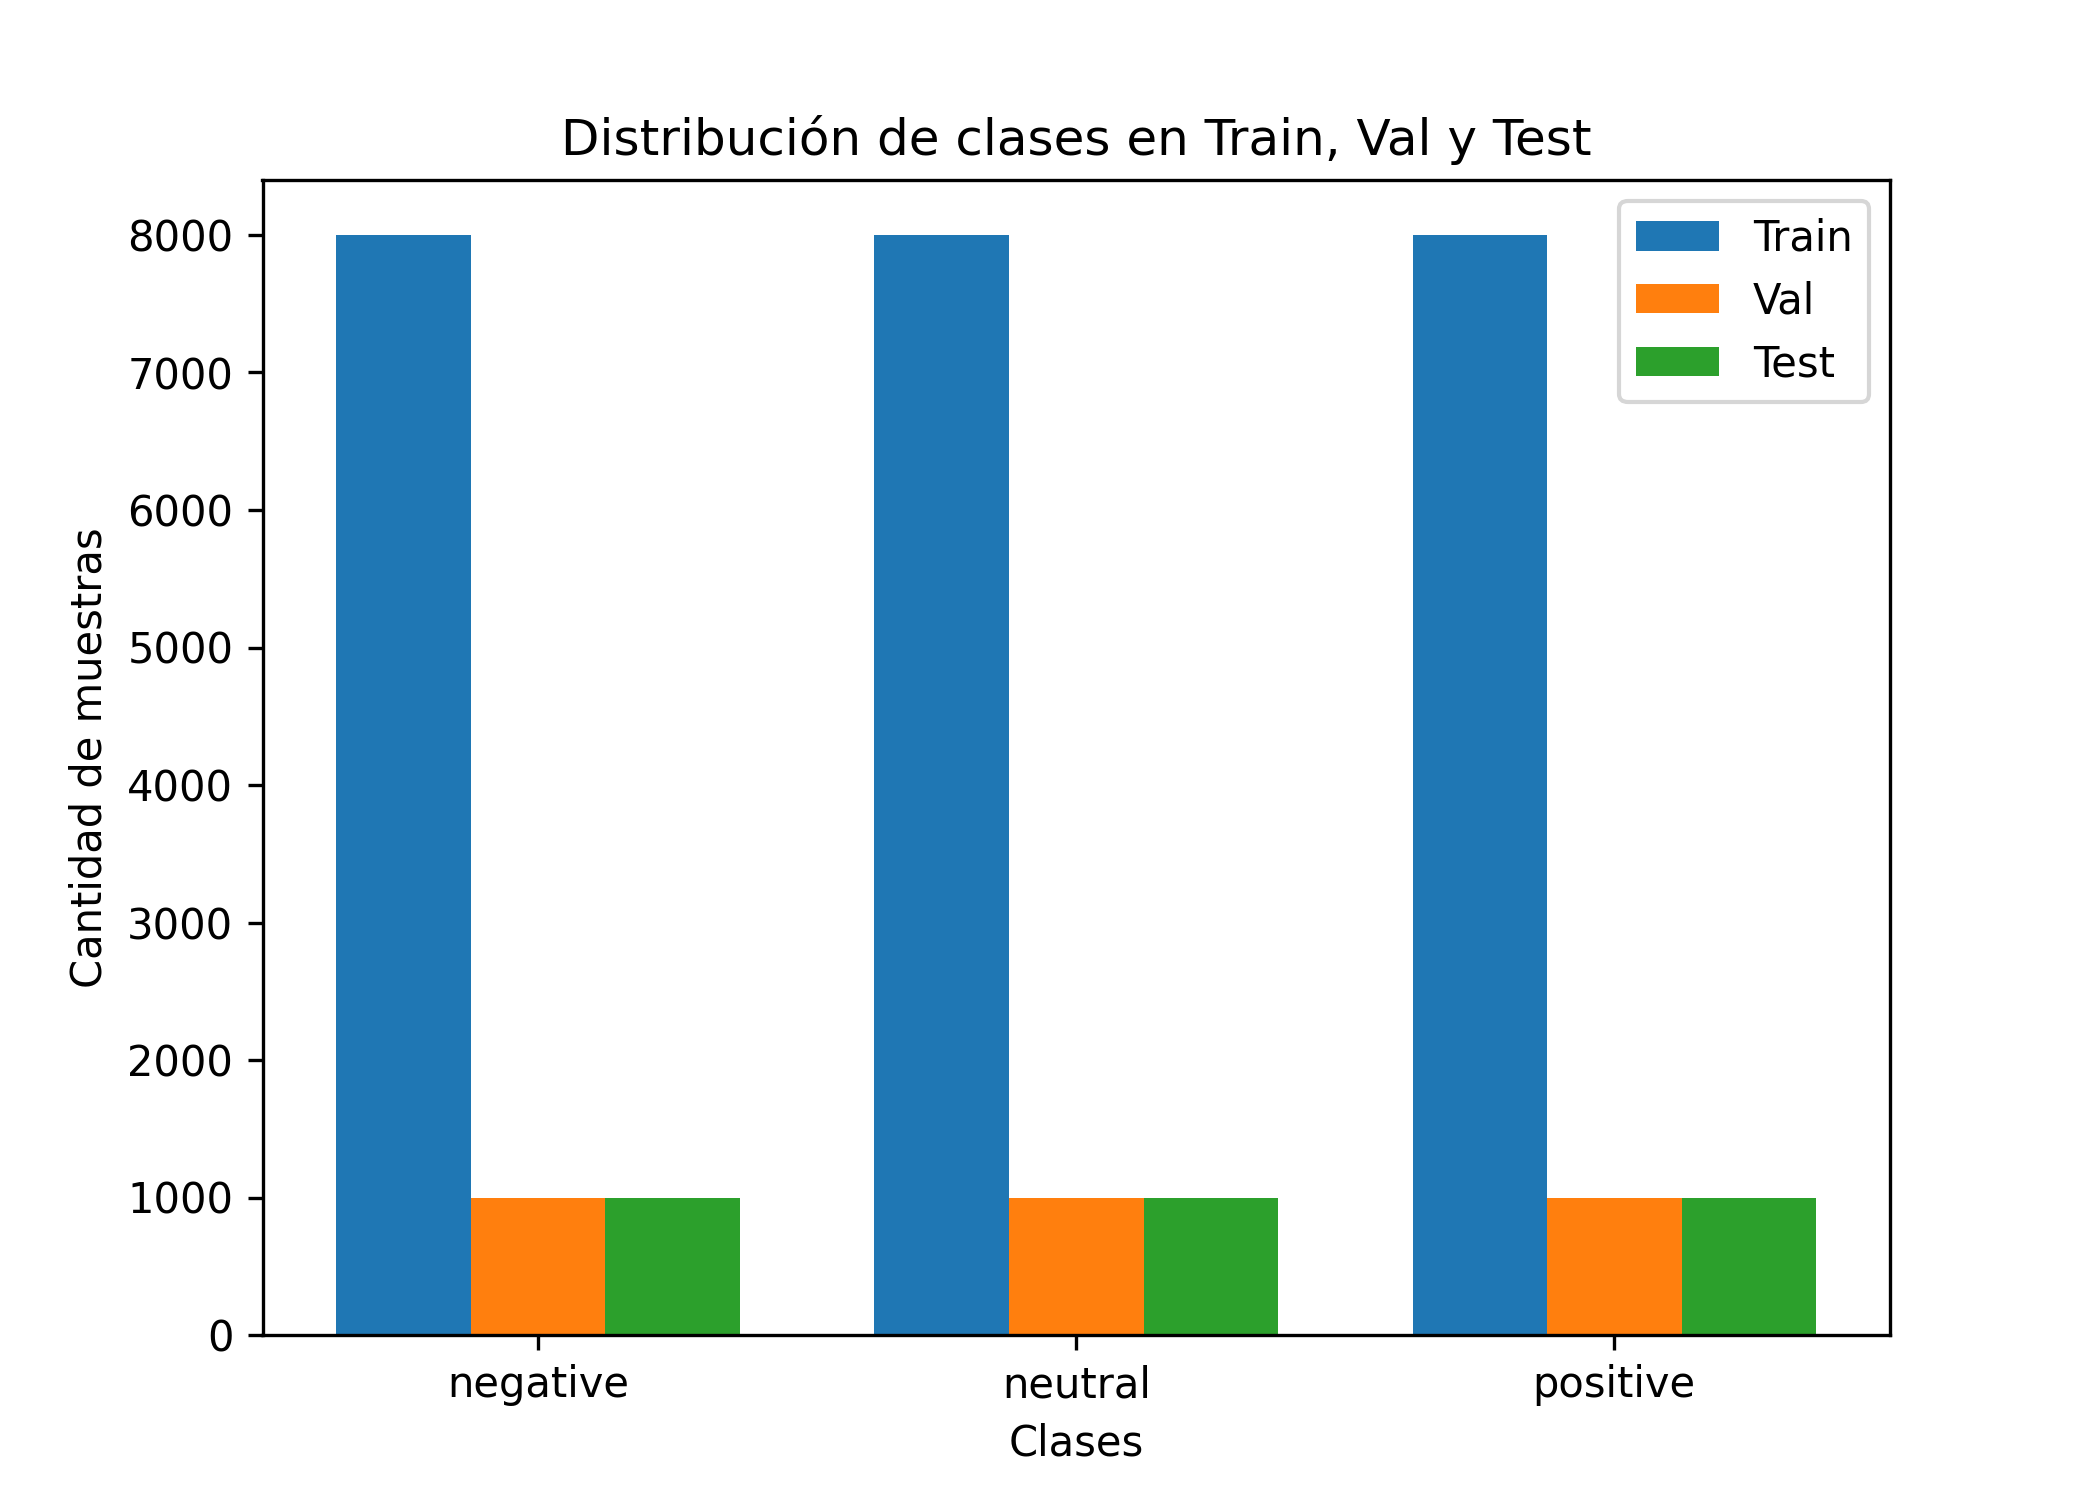 Distribución de clases en Train, Val y Test
Train
Val
Test
Cantidad de muestras
8000
7000
6000
5000
4000
3000
2000
1000
0
negative
neutral
positive
Clases